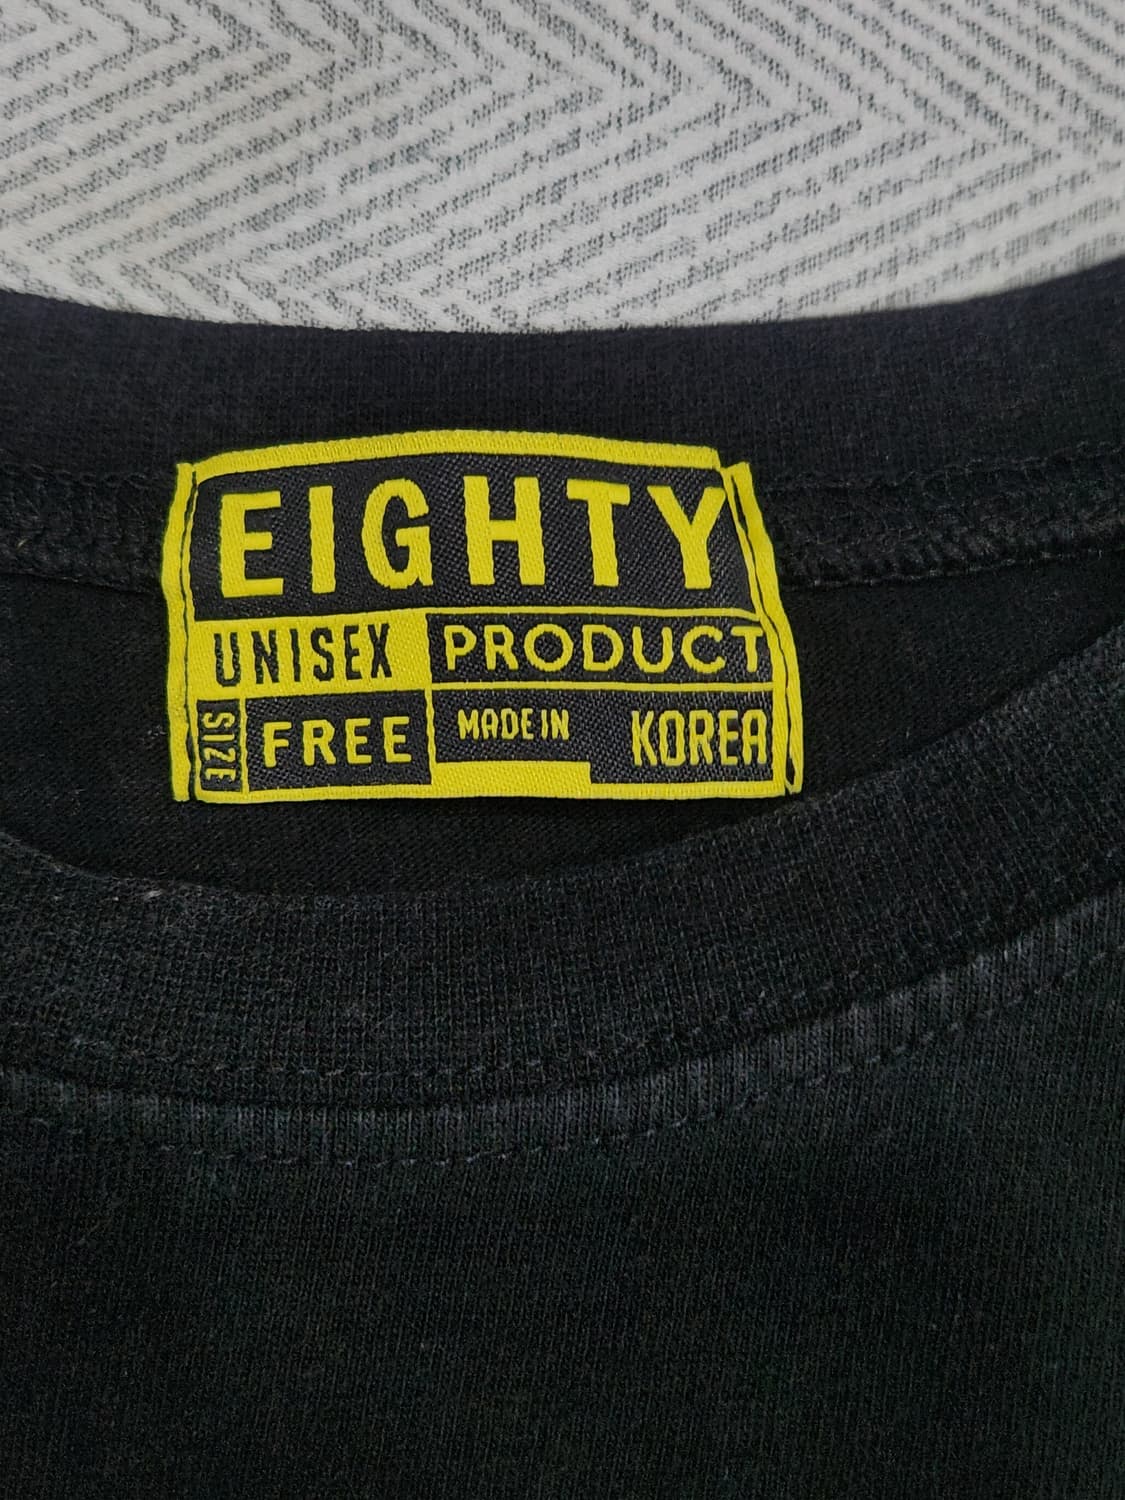 EIGHTY
UNISEX PRODUCT
SIZE FREE MADE IN KOREA